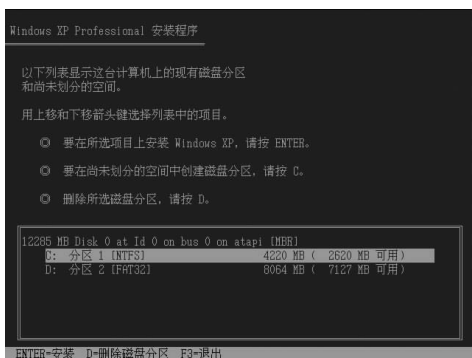 Windows XP Professional 安装程序
以下列表显示这台计算机上的现有磁盘分区
和尚未划分的空间。
用上移和下移箭头键选择列表中的项目。
◎ 要在所选项目上安装 Windows XP, 请按 ENTER。
◎ 要在尚未划分的空间中创建磁盘分区, 请按 C。
◎ 删除所选磁盘分区, 请按 D。
12285 MB Disk 0 at Id 0 on bus 0 on atapi [MBR]
C: 分区 1 [NTFS] 4220 MB ( 2620 MB 可用)
D: 分区 2 [FAT32] 8064 MB ( 7127 MB 可用)
ENTER=安装 D=删除磁盘分区 F3=退出